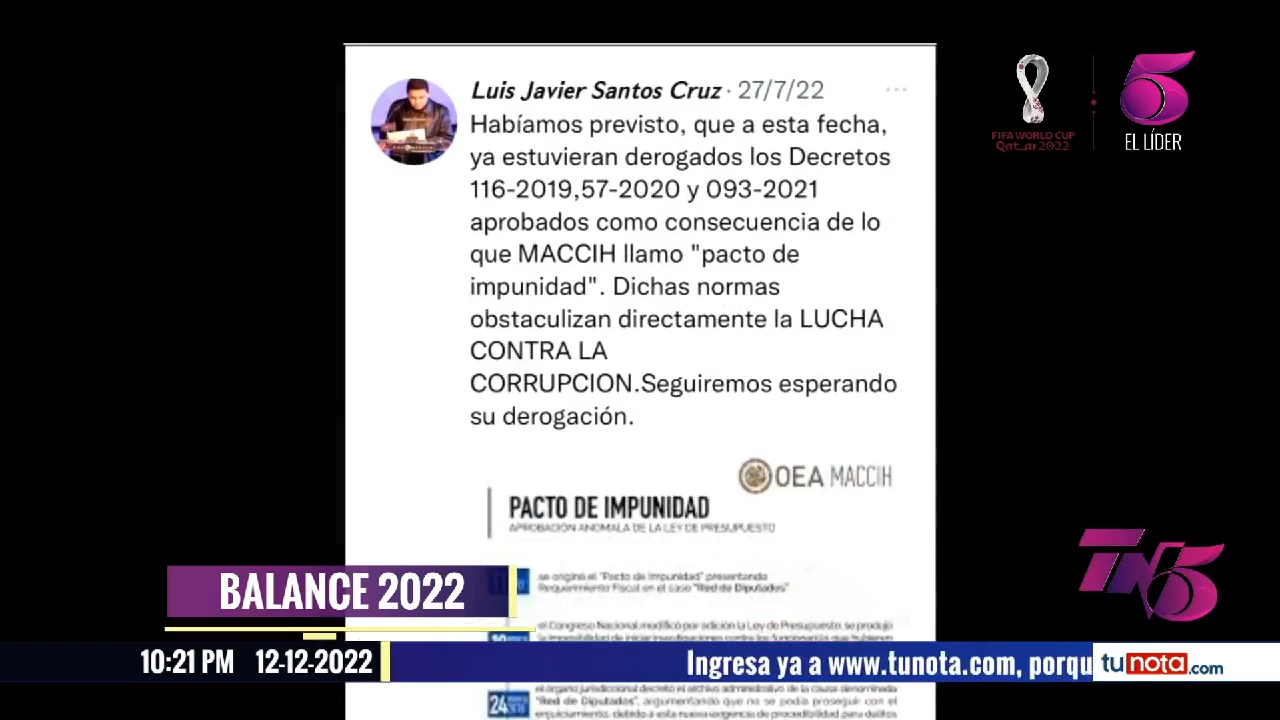 Luis Javier Santos Cruz · 27/7/22
Habíamos previsto, que a esta fecha,
ya estuvieran derogados los Decretos
116-2019,57-2020 y 093-2021
aprobados como consecuencia de lo
que MACCIH llamo "pacto de
impunidad". Dichas normas
obstaculizan directamente la LUCHA
CONTRA LA
CORRUPCION.Seguiremos esperando
su derogación.
OEA MACCIH
PACTO DE IMPUNIDAD
APROBACIÓN ANOMALA DE LA LEY DE PRESUPUESTO
se originó el "Pacto de Impunidad" presentando
Requerimiento Fiscal en el caso "Red de Diputados"
el Congreso Nacional modificó por adición la Ley de Presupuesto, se produjo
la imposibilidad de iniciar investigaciones contra los funcionarios que hubieren
24
el órgano jurisdiccional decretó el archivo administrativo de la causa denominada
"Red de Diputados", argumentando que no se podía proseguir con el
enjuiciamiento, debido a esta nueva exigencia de procedibilidad para delitos
FIFA WORLD CUP
Qatar2022
5
EL LÍDER
TN5
BALANCE 2022
10:21 PM 12-12-2022
Ingresa ya a www.tunota.com, porqu
tunota.com